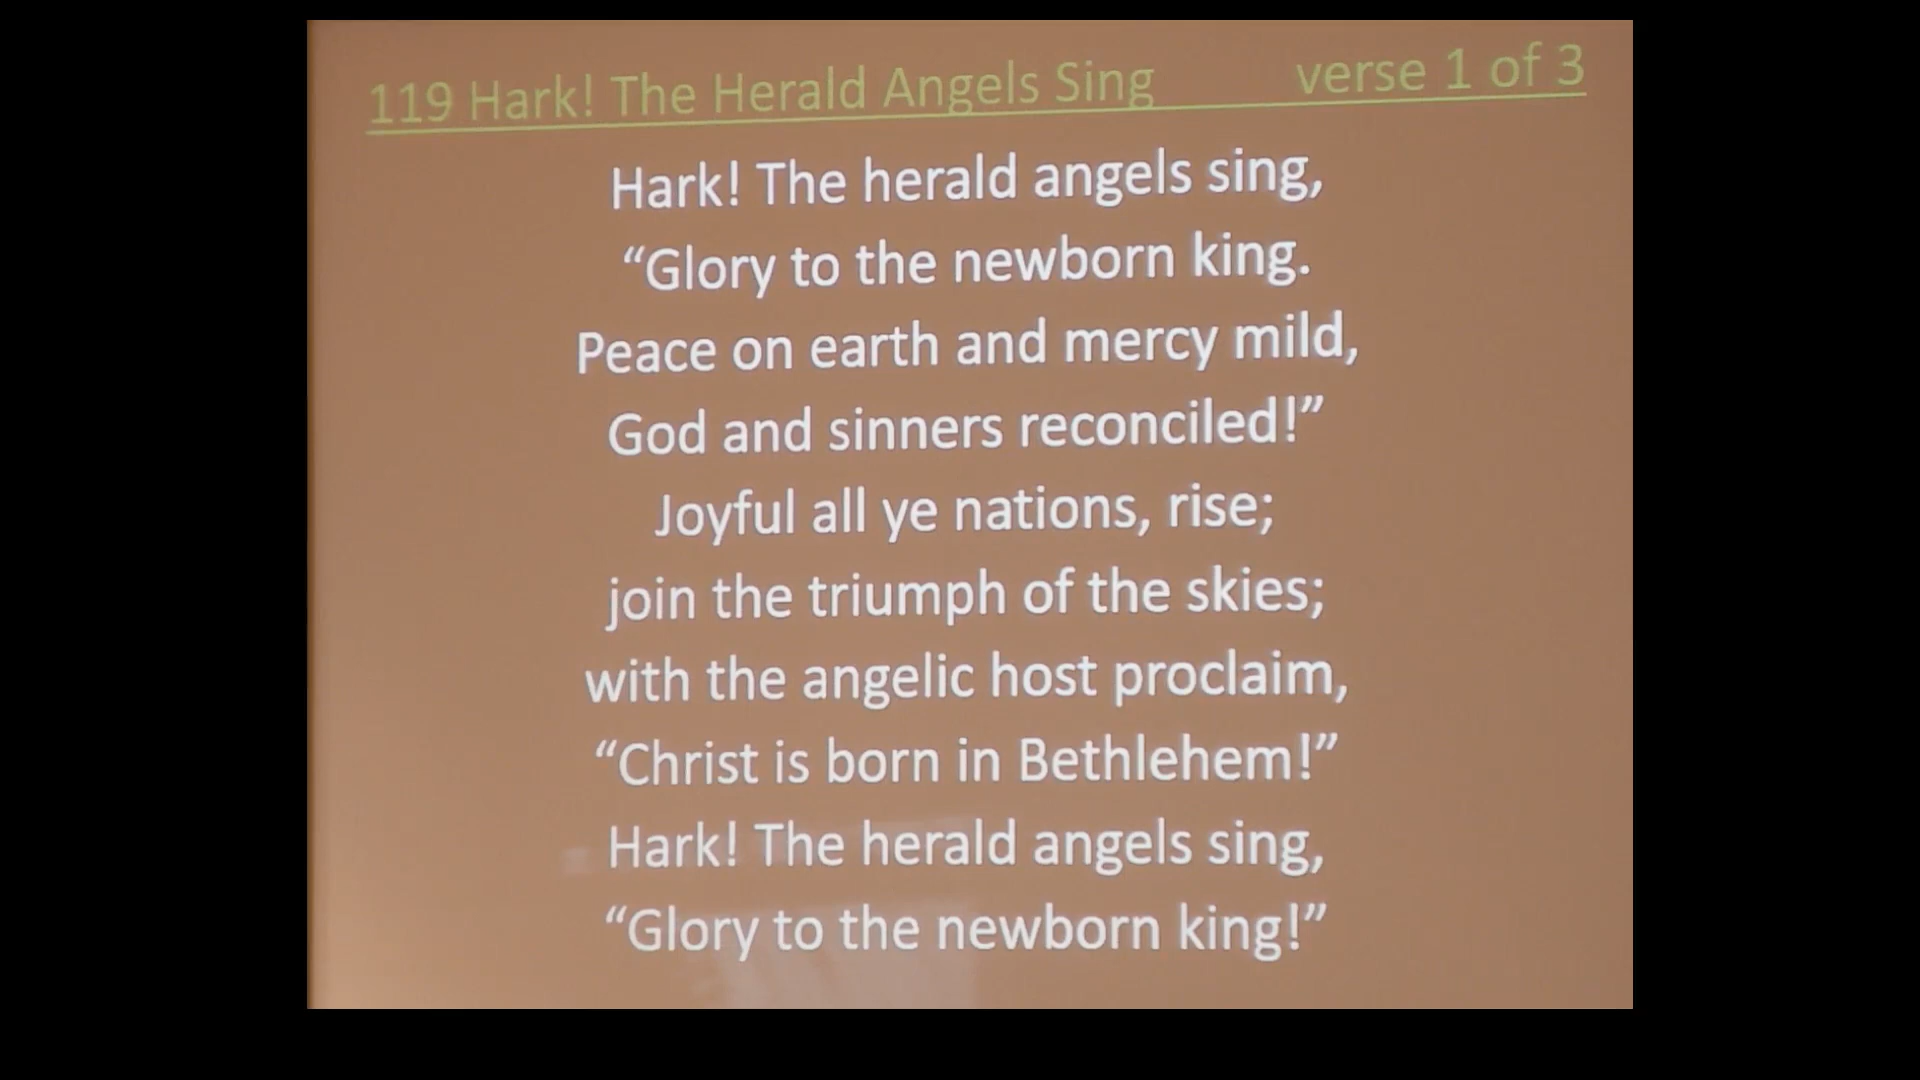 119 Hark! The Herald Angels Sing verse 1 of 3
Hark! The herald angels sing,
“Glory to the newborn king.
Peace on earth and mercy mild,
God and sinners reconciled!”
Joyful all ye nations, rise;
join the triumph of the skies;
with the angelic host proclaim,
“Christ is born in Bethlehem!”
Hark! The herald angels sing,
“Glory to the newborn king!”